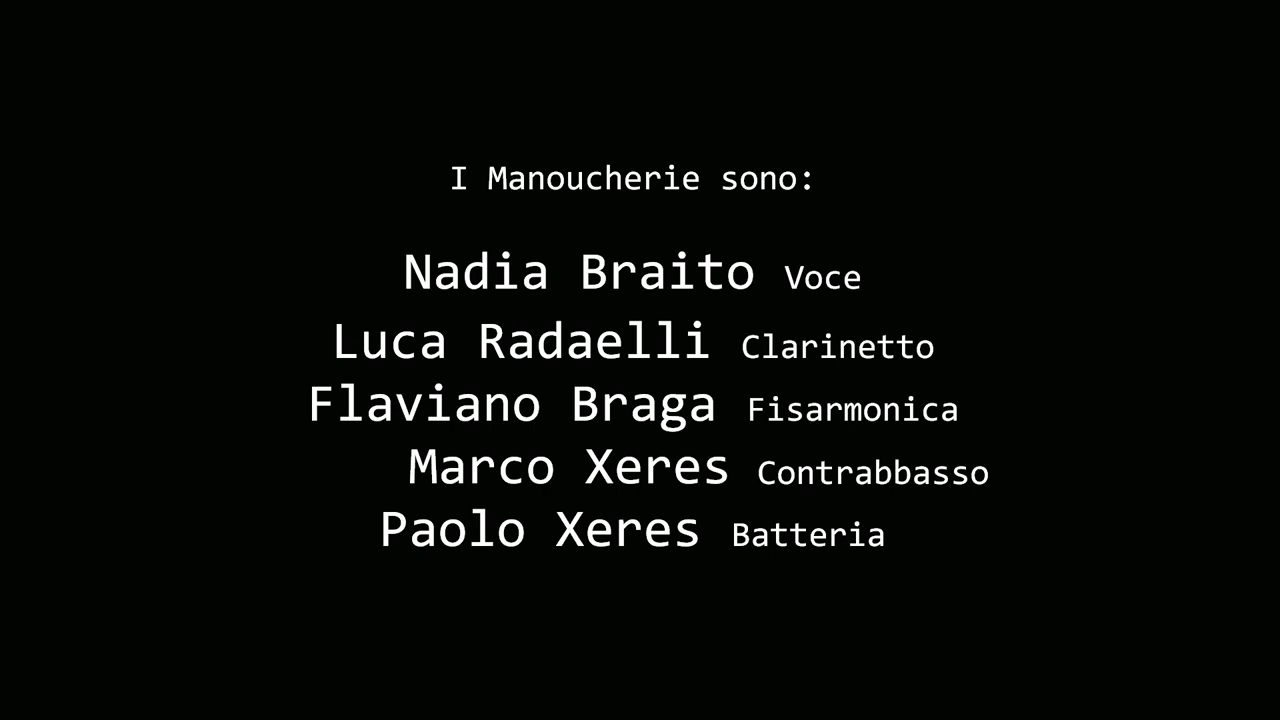 I Manoucherie sono:
Nadia Braito Voce
Luca Radaelli Clarinetto
Flaviano Braga Fisarmonica
Marco Xeres Contrabbasso
Paolo Xeres Batteria